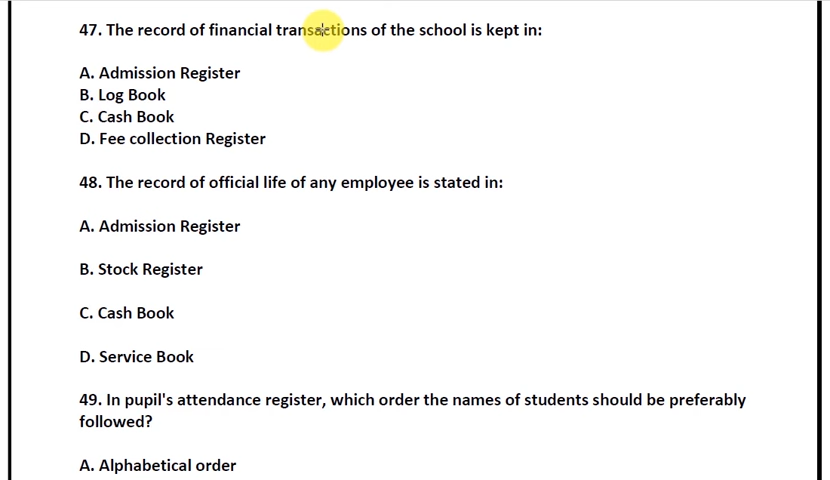 47. The record of financial transactions of the school is kept in:
A. Admission Register
B. Log Book
C. Cash Book
D. Fee collection Register
48. The record of official life of any employee is stated in:
A. Admission Register
B. Stock Register
C. Cash Book
D. Service Book
49. In pupil's attendance register, which order the names of students should be preferably
followed?
A. Alphabetical order